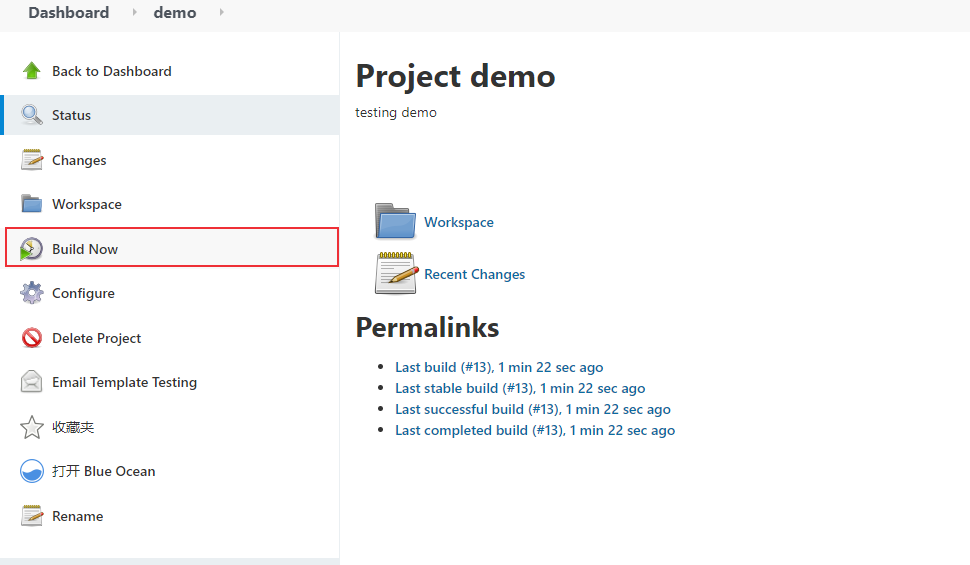 Dashboard demo
Back to Dashboard
Status
Changes
Workspace
Build Now
Configure
Delete Project
Email Template Testing
收藏夹
打开 Blue Ocean
Rename
Project demo
testing demo
Workspace
Recent Changes
Permalinks
Last build (#13), 1 min 22 sec ago
Last stable build (#13), 1 min 22 sec ago
Last successful build (#13), 1 min 22 sec ago
Last completed build (#13), 1 min 22 sec ago